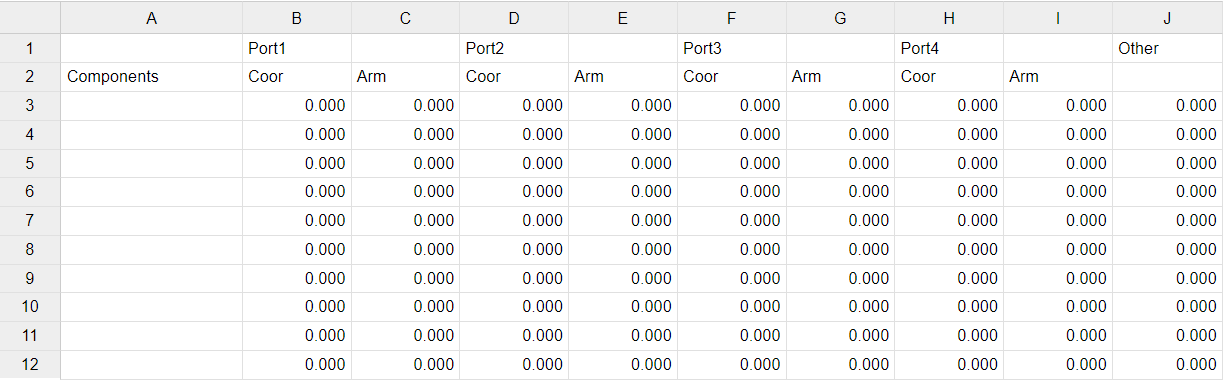 A B C D E F G H I J
1 Port1 Port2 Port3 Port4 Other
2 Components Coor Arm Coor Arm Coor Arm Coor Arm
3 0.000 0.000 0.000 0.000 0.000 0.000 0.000 0.000 0.000
4 0.000 0.000 0.000 0.000 0.000 0.000 0.000 0.000 0.000
5 0.000 0.000 0.000 0.000 0.000 0.000 0.000 0.000 0.000
6 0.000 0.000 0.000 0.000 0.000 0.000 0.000 0.000 0.000
7 0.000 0.000 0.000 0.000 0.000 0.000 0.000 0.000 0.000
8 0.000 0.000 0.000 0.000 0.000 0.000 0.000 0.000 0.000
9 0.000 0.000 0.000 0.000 0.000 0.000 0.000 0.000 0.000
10 0.000 0.000 0.000 0.000 0.000 0.000 0.000 0.000 0.000
11 0.000 0.000 0.000 0.000 0.000 0.000 0.000 0.000 0.000
12 0.000 0.000 0.000 0.000 0.000 0.000 0.000 0.000 0.000